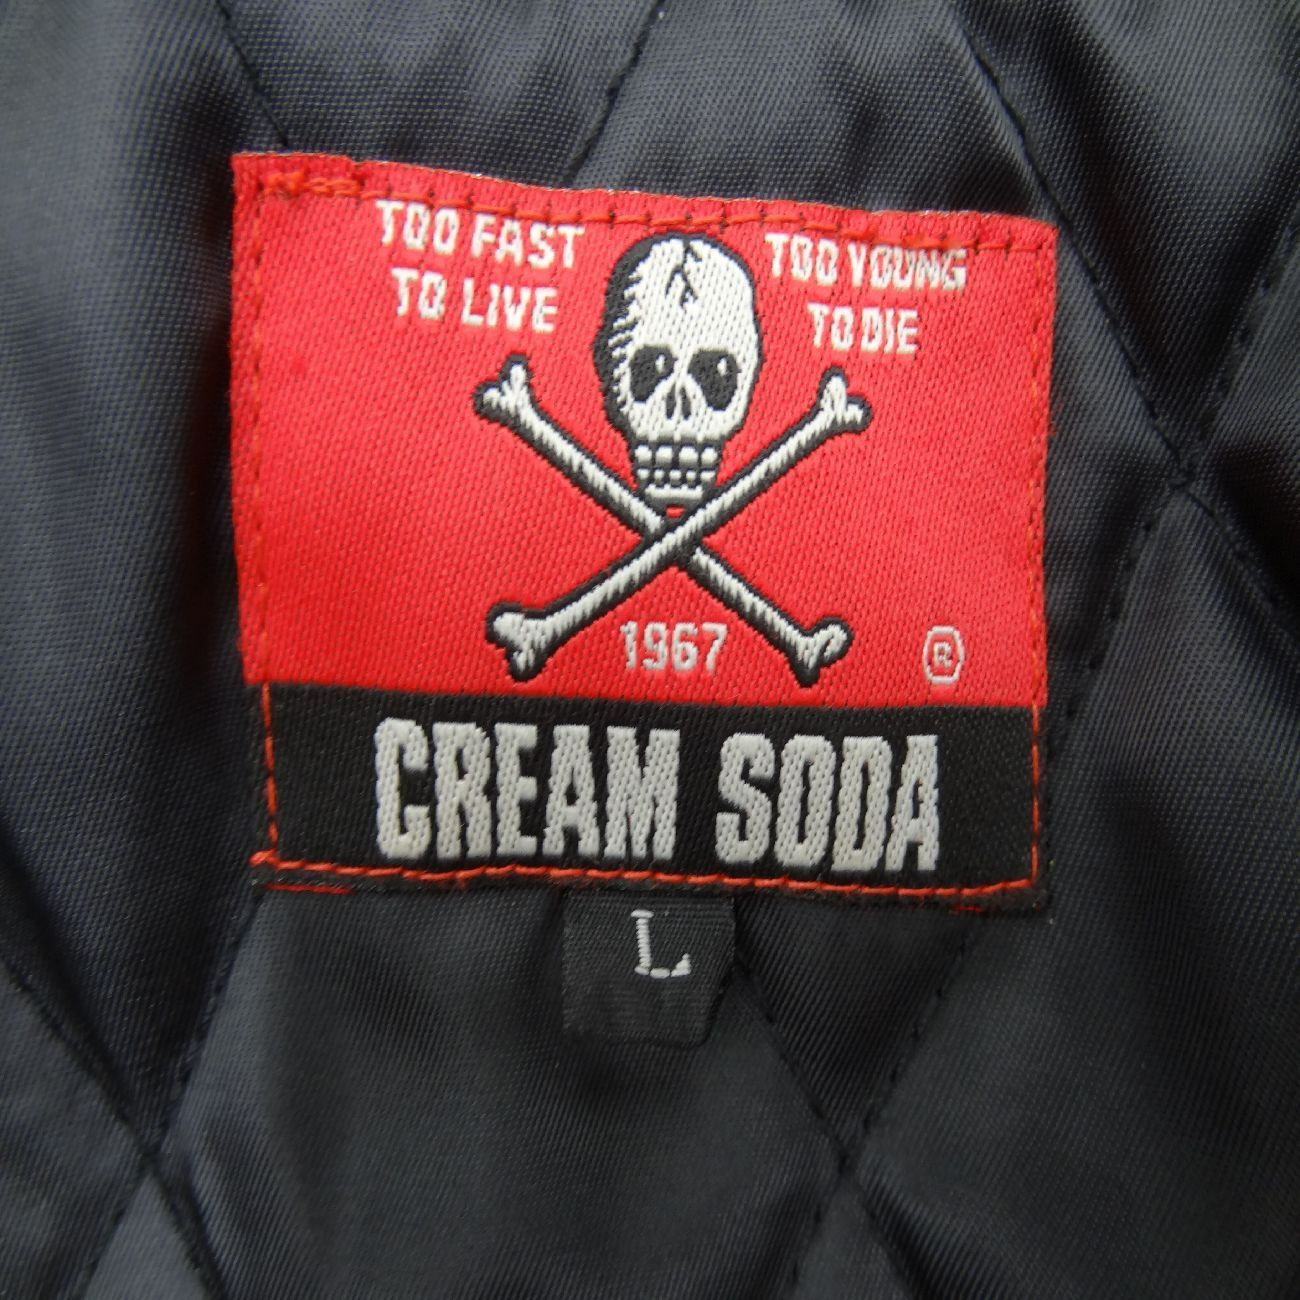 TOO FAST
TO LIVE
TOO YOUNG
TO DIE
1967
®
CREAM SODA
L